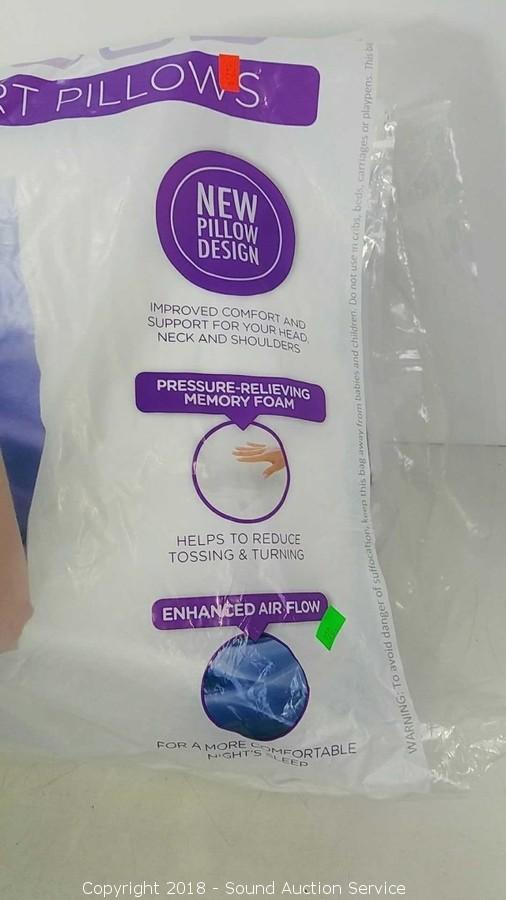 RT PILLOWS
NEW
PILLOW
DESIGN
IMPROVED COMFORT AND
SUPPORT FOR YOUR HEAD,
NECK AND SHOULDERS
PRESSURE-RELIEVING
MEMORY FOAM
HELPS TO REDUCE
TOSSING & TURNING
ENHANCED AIR FLOW
FOR A MORE COMFORTABLE
NIGHT'S SLEEP
WARNING: To avoid danger of suffocation, keep this bag away from babies and children. Do not use in cribs, beds, carriages or playpens. This
Copyright 2018 - Sound Auction Service